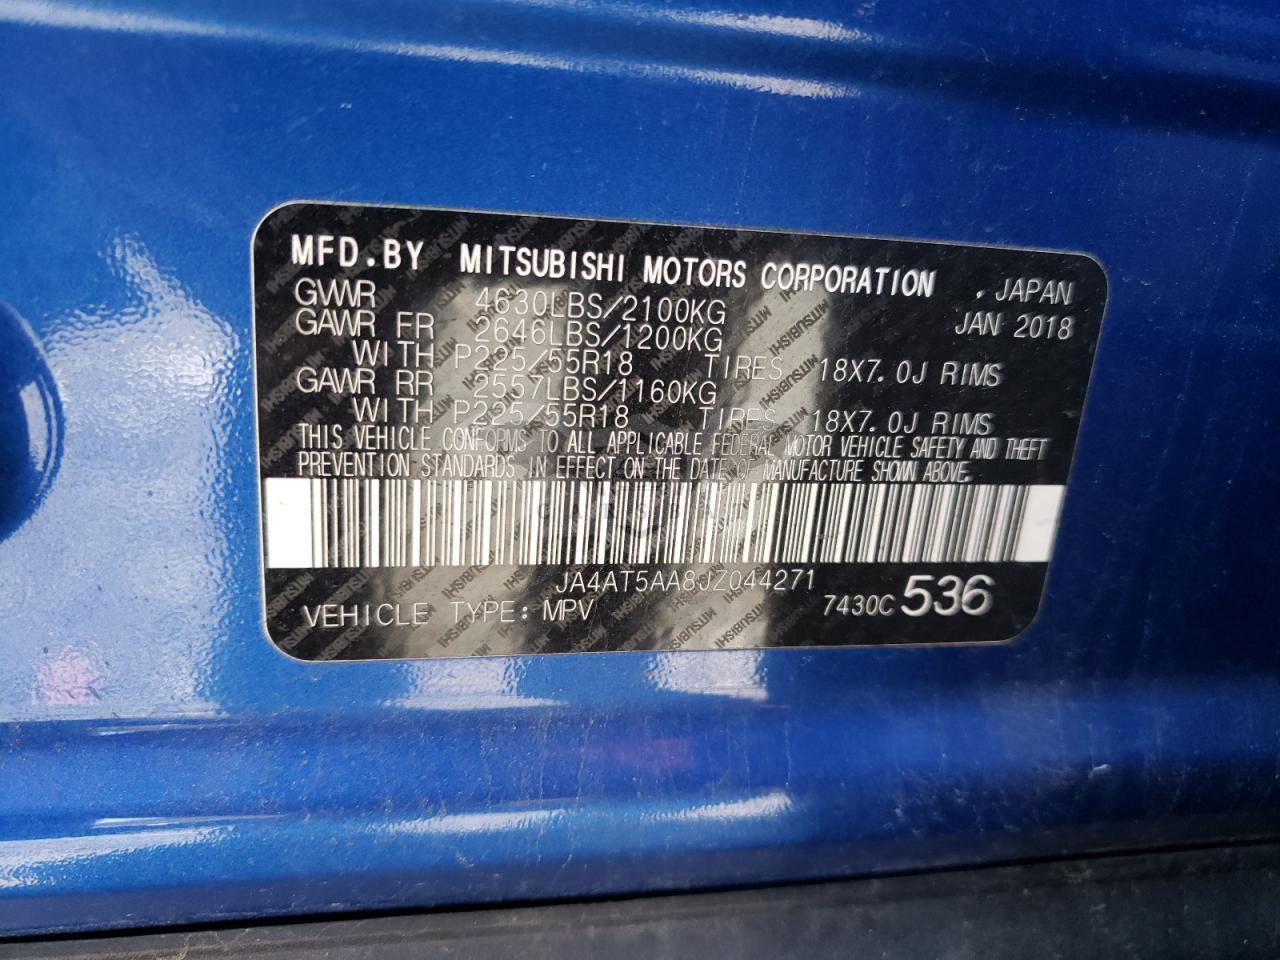 MFD.BY MITSUBISHI MOTORS CORPORATION . JAPAN
GVWR 4630LBS/2100KG JAN 2018
GAWR FR 2646LBS/1200KG
WITH P225/55R18 TIRES 18X7.0J RIMS
GAWR RR 2557LBS/1160KG
WITH P225/55R18 TIRES 18X7.0J RIMS
THIS VEHICLE CONFORMS TO ALL APPLICABLE FEDERAL MOTOR VEHICLE SAFETY AND THEFT
PREVENTION STANDARDS IN EFFECT ON THE DATE OF MANUFACTURE SHOWN ABOVE.
JA4AT5AA8JZ044271
VEHICLE TYPE: MPV 7430C 536